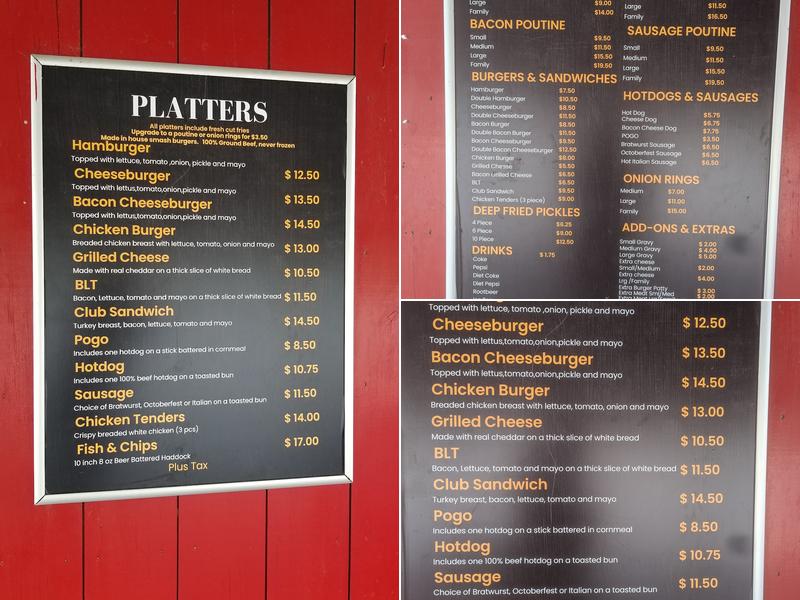 PLATTERS
All platters include fresh cut fries
Upgrade to a poutine or onion rings for $3.50
Made in house smash burgers. 100% Ground Beef, never frozen
Hamburger
Topped with lettuce, tomato ,onion, pickle and mayo
Cheeseburger $ 12.50
Topped with lettus,tomato,onion,pickle and mayo
Bacon Cheeseburger $ 13.50
Topped with lettus,tomato,onion,pickle and mayo
Chicken Burger $ 14.50
Breaded chicken breast with lettuce, tomato, onion and mayo $ 13.00
Grilled Cheese
Made with real cheddar on a thick slice of white bread $ 10.50
BLT
Bacon, Lettuce, tomato and mayo on a thick slice of white bread $ 11.50
Club Sandwich
Turkey breast, bacon, lettuce, tomato and mayo $ 14.50
Pogo
Includes one hotdog on a stick battered in cornmeal $ 8.50
Hotdog
Includes one 100% beef hotdog on a toasted bun $ 10.75
Sausage
Choice of Bratwurst, Octoberfest or Italian on a toasted bun $ 11.50
Chicken Tenders $ 14.00
Crispy breaded white chicken (3 pcs)
Fish & Chips $ 17.00
10 inch 8 oz Beer Battered Haddock
Plus Tax
Large $9.00
Family $14.00
BACON POUTINE
Small $9.50
Medium $11.50
Large $15.50
Family $19.50
BURGERS & SANDWICHES
Hamburger $7.50
Double Hamburger $10.50
Cheeseburger $8.50
Double Cheeseburger $11.50
Bacon Burger $8.50
Double Bacon Burger $11.50
Bacon Cheeseburger $9.50
Double Bacon Cheeseburger $12.50
Chicken Burger $8.00
Grilled Cheese $5.50
Bacon Grilled Cheese $6.50
BLT $6.50
Club Sandwich $9.50
Chicken Tenders (3 piece) $9.00
DEEP FRIED PICKLES
4 Piece $6.25
6 Piece $9.00
10 Piece $12.50
DRINKS $ 1.75
Coke
Pepsi
Diet Coke
Diet Pepsi
Rootbeer
Large $11.50
Family $16.50
SAUSAGE POUTINE
Small $9.50
Medium $11.50
Large $15.50
Family $19.50
HOTDOGS & SAUSAGES
Hot Dog $5.75
Cheese Dog $6.75
Bacon Cheese Dog $7.75
POGO $3.50
Bratwurst Sausage $6.50
Octoberfest Sausage $6.50
Hot Italian Sausage $6.50
ONION RINGS
Medium $7.00
Large $11.00
Family $15.00
ADD-ONS & EXTRAS
Small Gravy $ 2.00
Medium Gravy $ 4.00
Large Gravy $ 5.00
Extra cheese
Small/Medium $2.00
Extra cheese
Lrg /Family $4.00
Extra Burger Patty $ 3.00
Extra Meat Sml/Med $ 2.00
Topped with lettuce, tomato ,onion, pickle and mayo
Cheeseburger $ 12.50
Topped with lettus,tomato,onion,pickle and mayo
Bacon Cheeseburger $ 13.50
Topped with lettus,tomato,onion,pickle and mayo
Chicken Burger $ 14.50
Breaded chicken breast with lettuce, tomato, onion and mayo $ 13.00
Grilled Cheese
Made with real cheddar on a thick slice of white bread $ 10.50
BLT
Bacon, Lettuce, tomato and mayo on a thick slice of white bread $ 11.50
Club Sandwich
Turkey breast, bacon, lettuce, tomato and mayo $ 14.50
Pogo
Includes one hotdog on a stick battered in cornmeal $ 8.50
Hotdog
Includes one 100% beef hotdog on a toasted bun $ 10.75
Sausage
Choice of Bratwurst, Octoberfest or Italian on a toasted bun $ 11.50